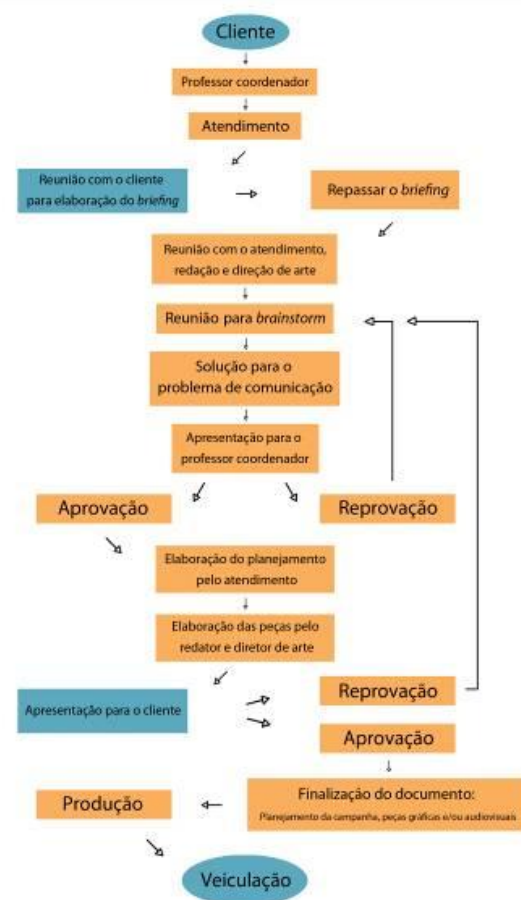 Cliente
Professor coordenador
Atendimento
Reunião com o cliente
para elaboração do briefing
Repassar o briefing
Reunião com o atendimento,
redação e direção de arte
Reunião para brainstorm
Solução para o
problema de comunicação
Apresentação para o
professor coordenador
Aprovação
Reprovação
Elaboração do planejamento
pelo atendimento
Elaboração das peças pelo
redator e diretor de arte
Apresentação para o cliente
Reprovação
Aprovação
Finalização do documento:
Planejamento da campanha, peças gráficas e/ou audiovisuais
Produção
Veiculação